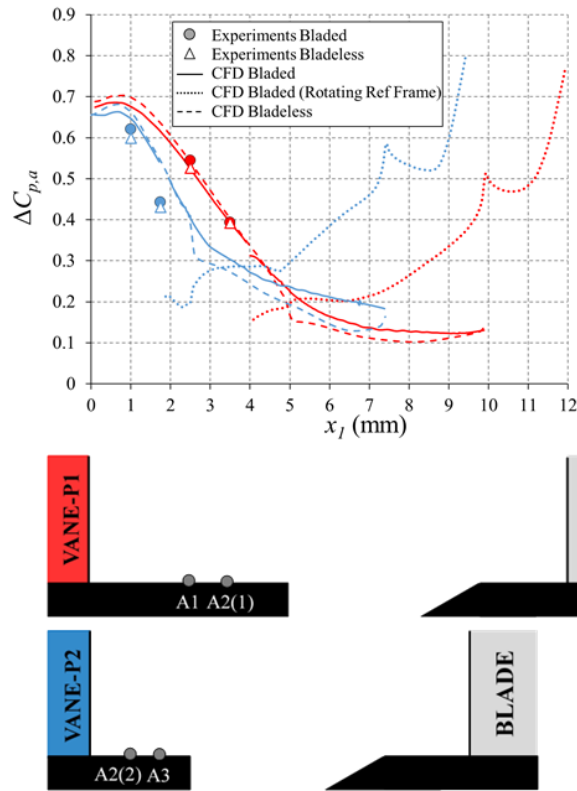 0.9
0.8
0.7
0.6
0.5
0.4
0.3
0.2
0.1
0
ΔCp,a
Experiments Bladed
Experiments Bladeless
CFD Bladed
CFD Bladed (Rotating Ref Frame)
CFD Bladeless
0 1 2 3 4 5 6 7 8 9 10 11 12
x1 (mm)
VANE-P1
A1 A2(1)
VANE-P2
BLADE
A2(2) A3